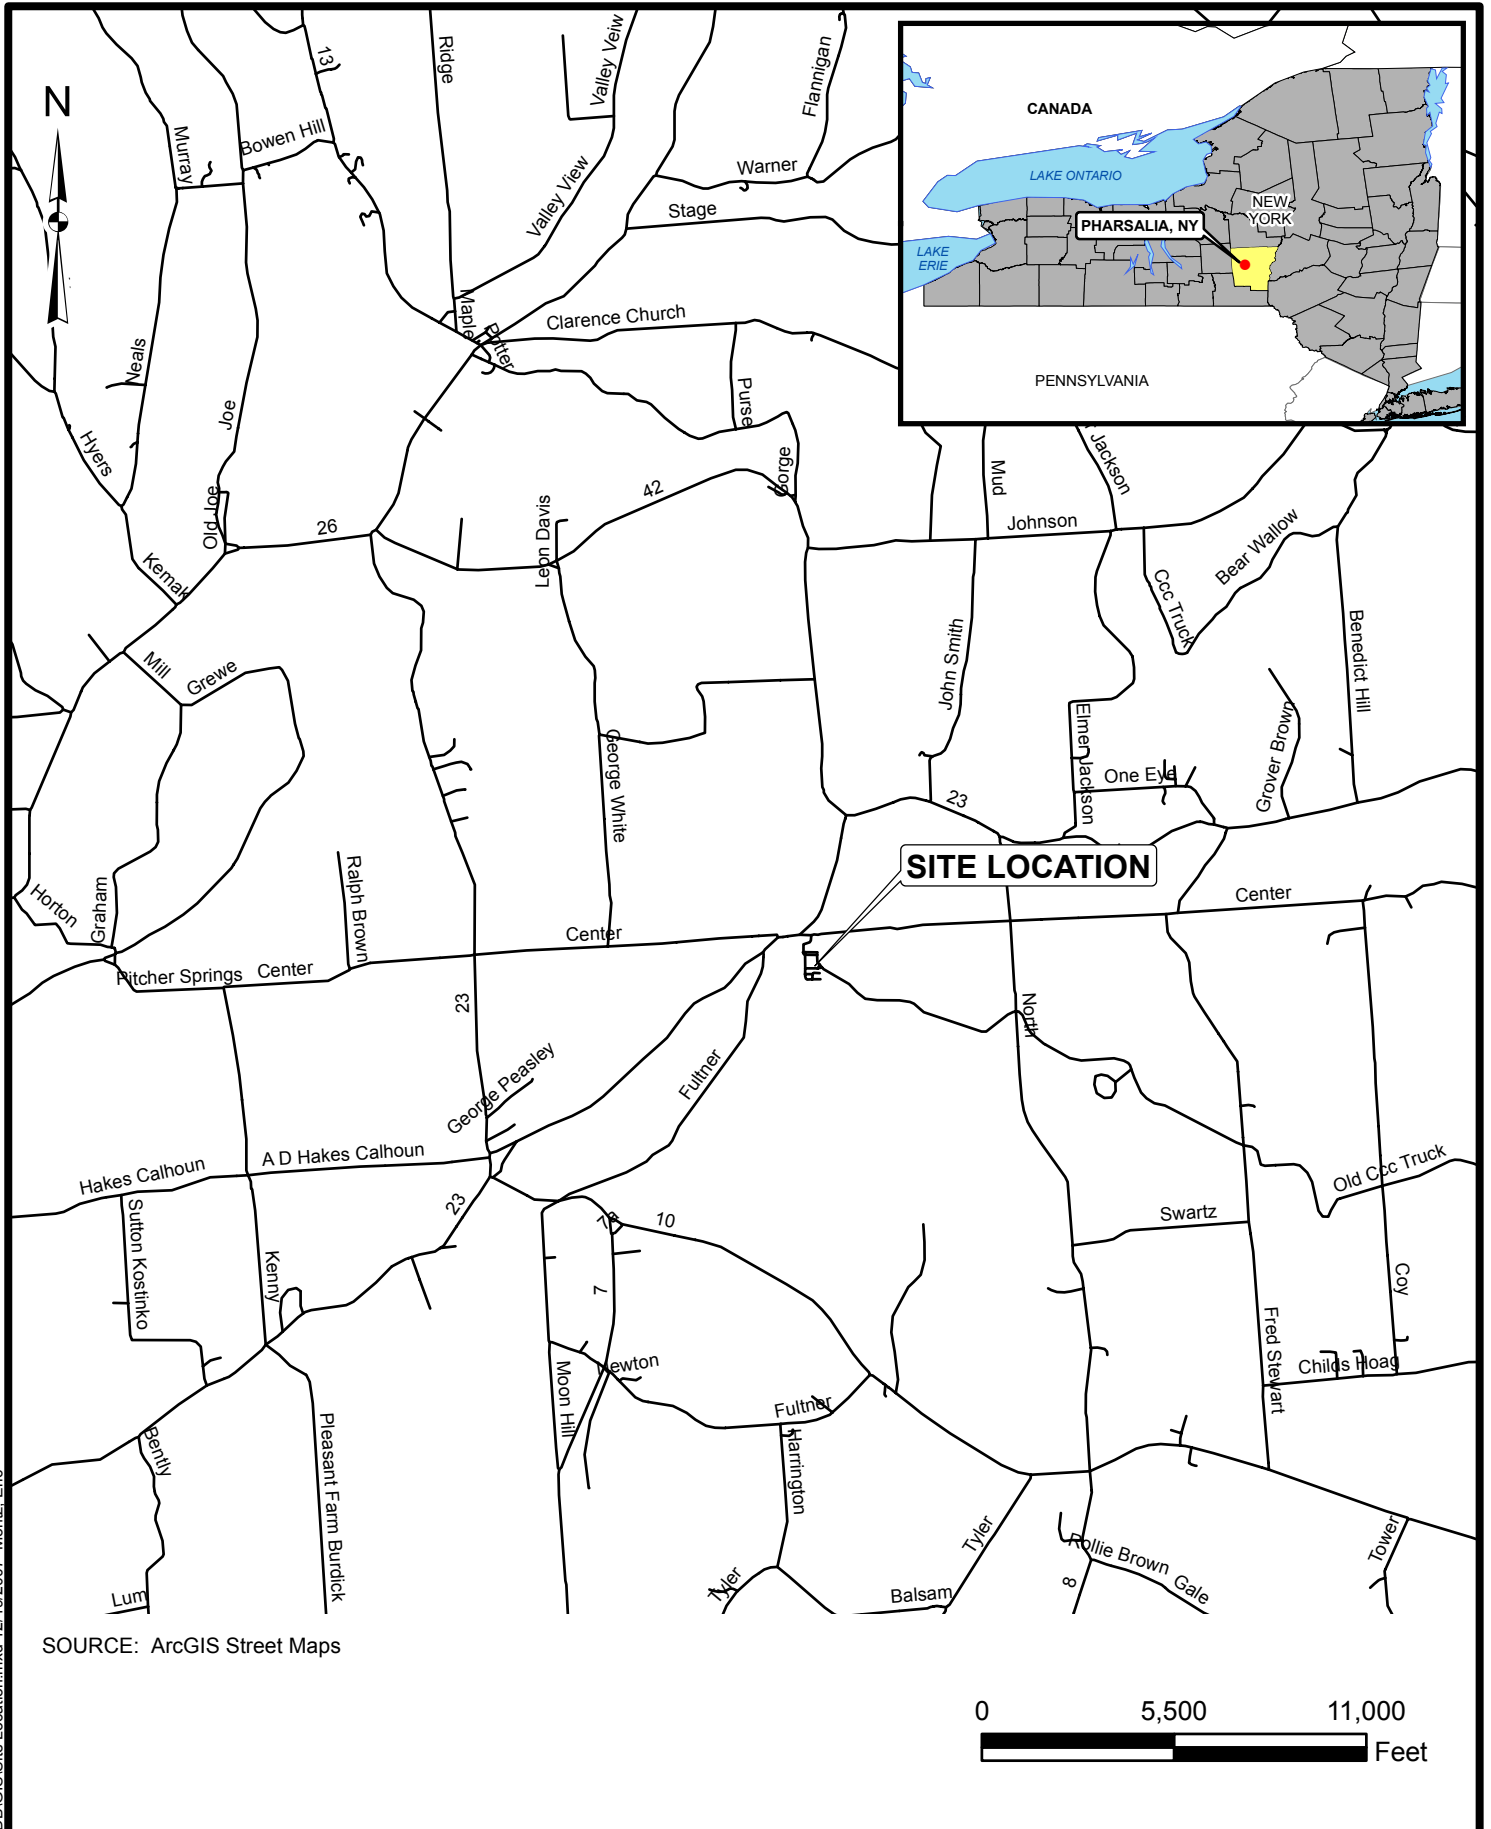 N
13
Ridge
Valley Veiw
Flannigan
Murray
Bowen Hill
Valley View
Warner
Stage
CANADA
LAKE ONTARIO
NEW
YORK
PHARSALIA, NY
LAKE
ERIE
PENNSYLVANIA
Maple
Potter
Clarence Church
Neals
Joe
Purse
Hyers
Old Joe
26
Leon Davis
42
Gorge
Mud
Jackson
Johnson
Bear Wallow
Kemak
Ccc Truck
Mill
Grewe
John Smith
Benedict Hill
George White
Elmer Jackson
One Eye
Grover Brown
23
SITE LOCATION
Horton
Graham
Ralph Brown
Center
Center
Pitcher Springs
Center
23
North
George Peasley
Fultner
Hakes Calhoun
A D Hakes Calhoun
Old Ccc Truck
Sutton Kostinko
23
Kenny
10
7
Swartz
Coy
Fred Stewart
Childs Hoag
Moon Hill
ewton
Fultner
Harrington
Bently
Pleasant Farm Burdick
Tyler
Tyler
Rollie Brown
Gale
Tower
8
Balsam
Lum
SOURCE: ArcGIS Street Maps
0
5,500
11,000
Feet